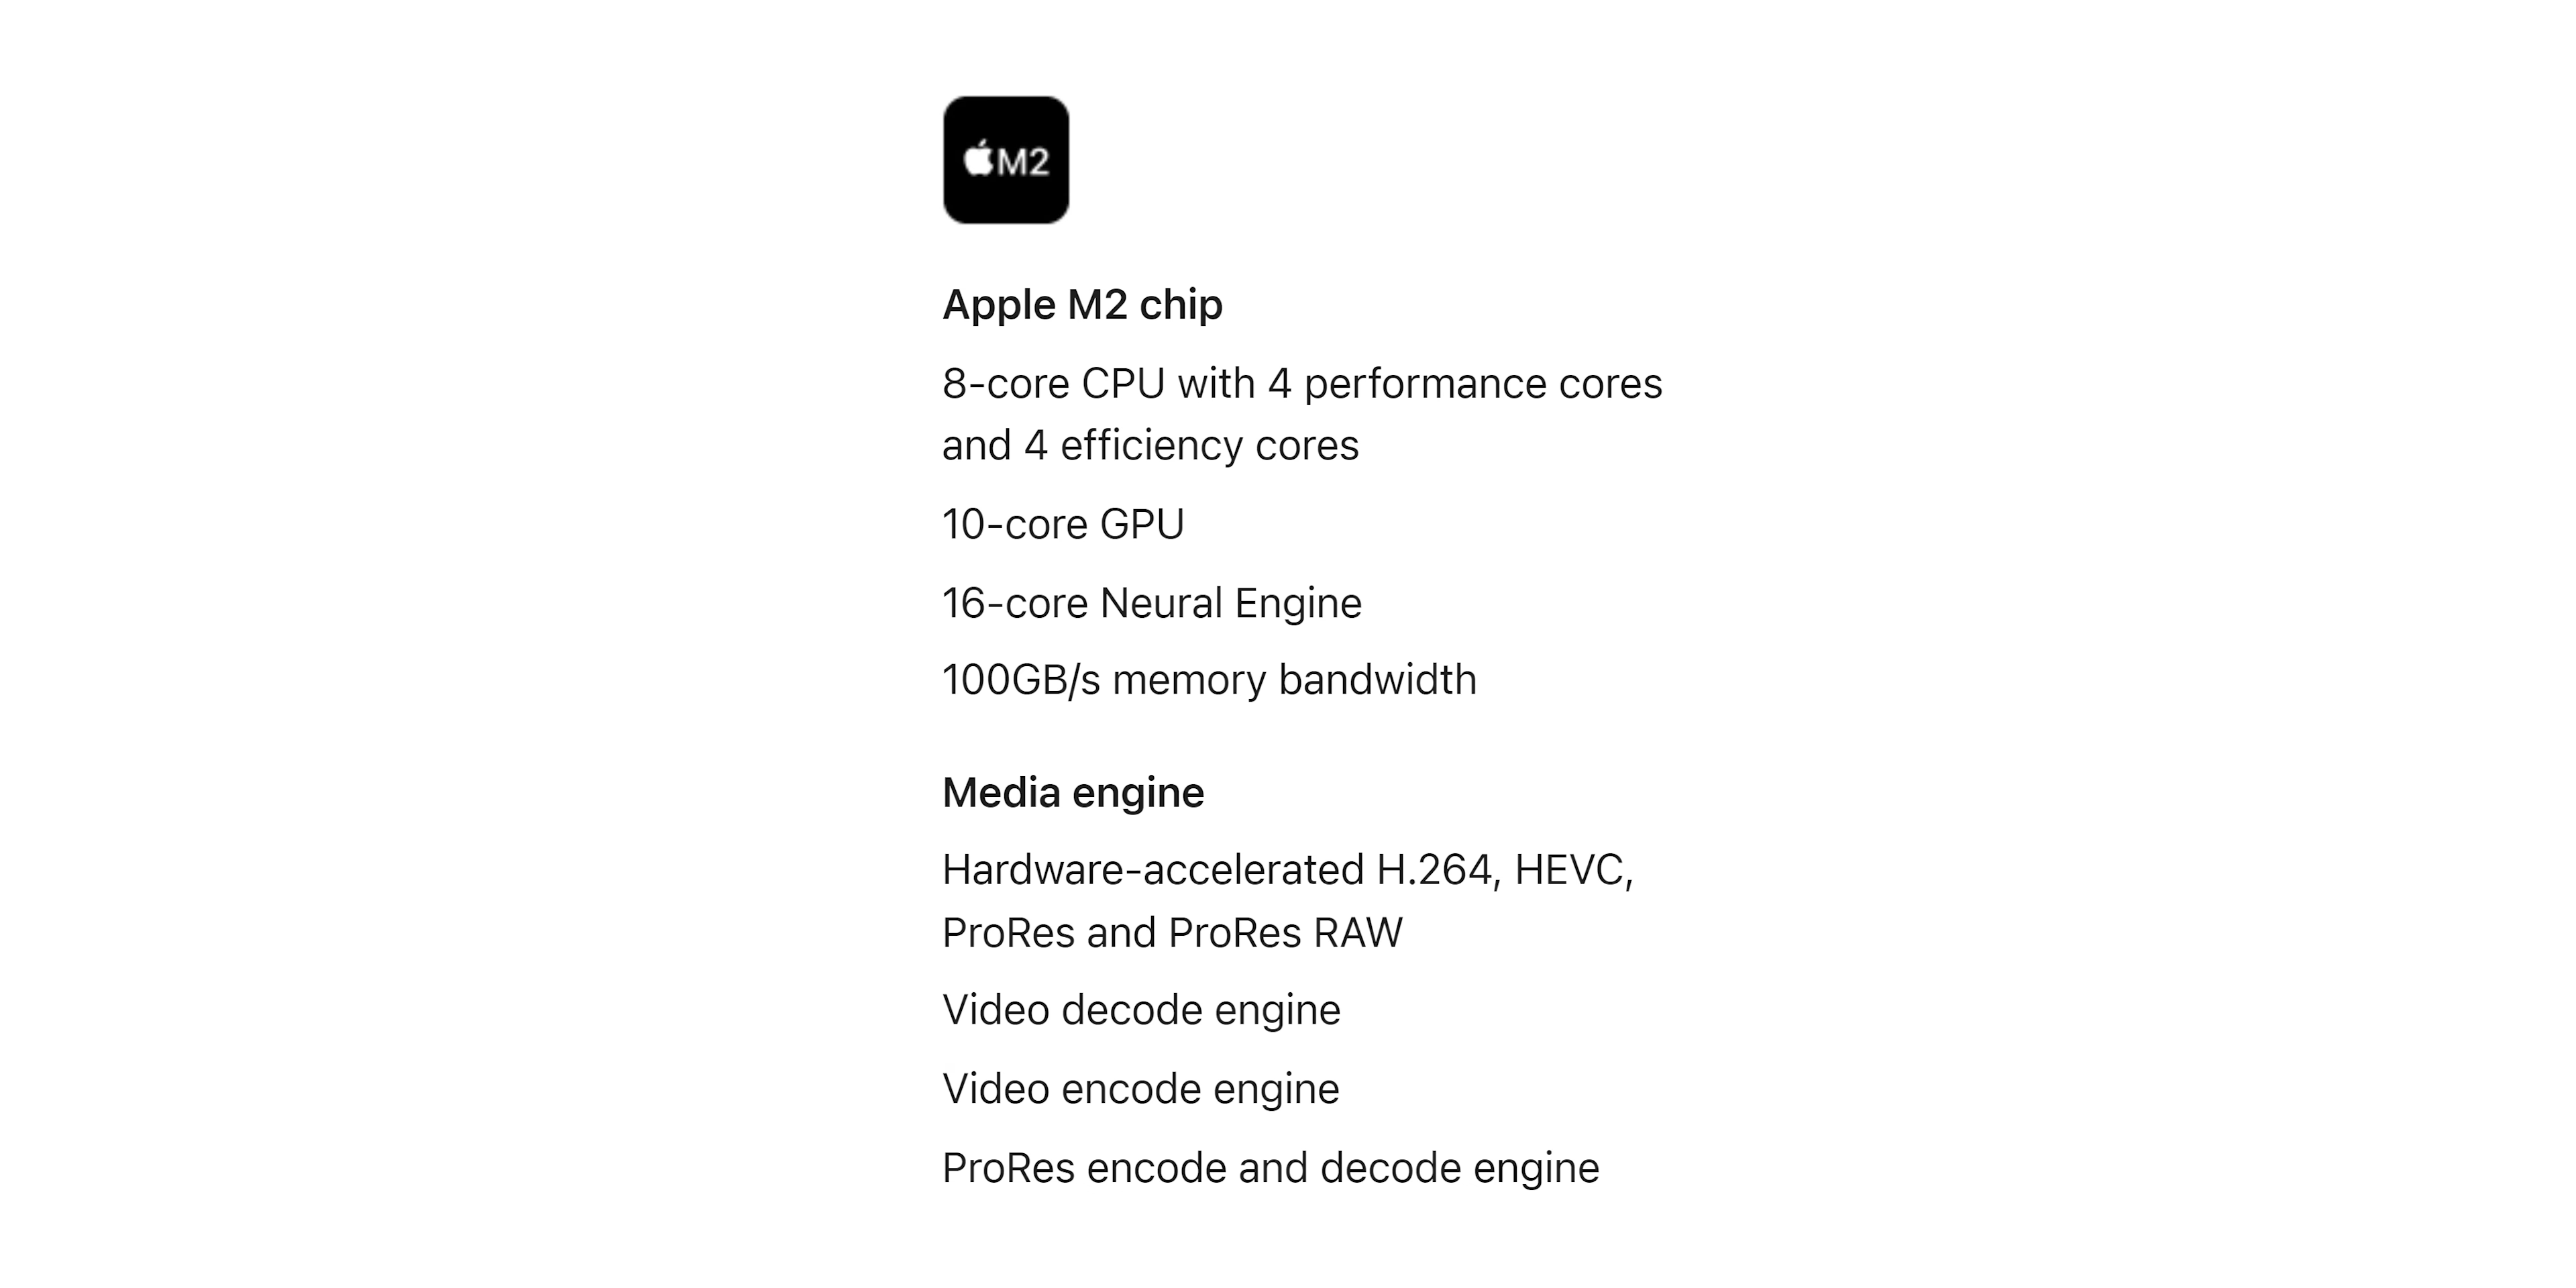 M2
Apple M2 chip
8-core CPU with 4 performance cores
and 4 efficiency cores
10-core GPU
16-core Neural Engine
100GB/s memory bandwidth
Media engine
Hardware-accelerated H.264, HEVC,
ProRes and ProRes RAW
Video decode engine
Video encode engine
ProRes encode and decode engine